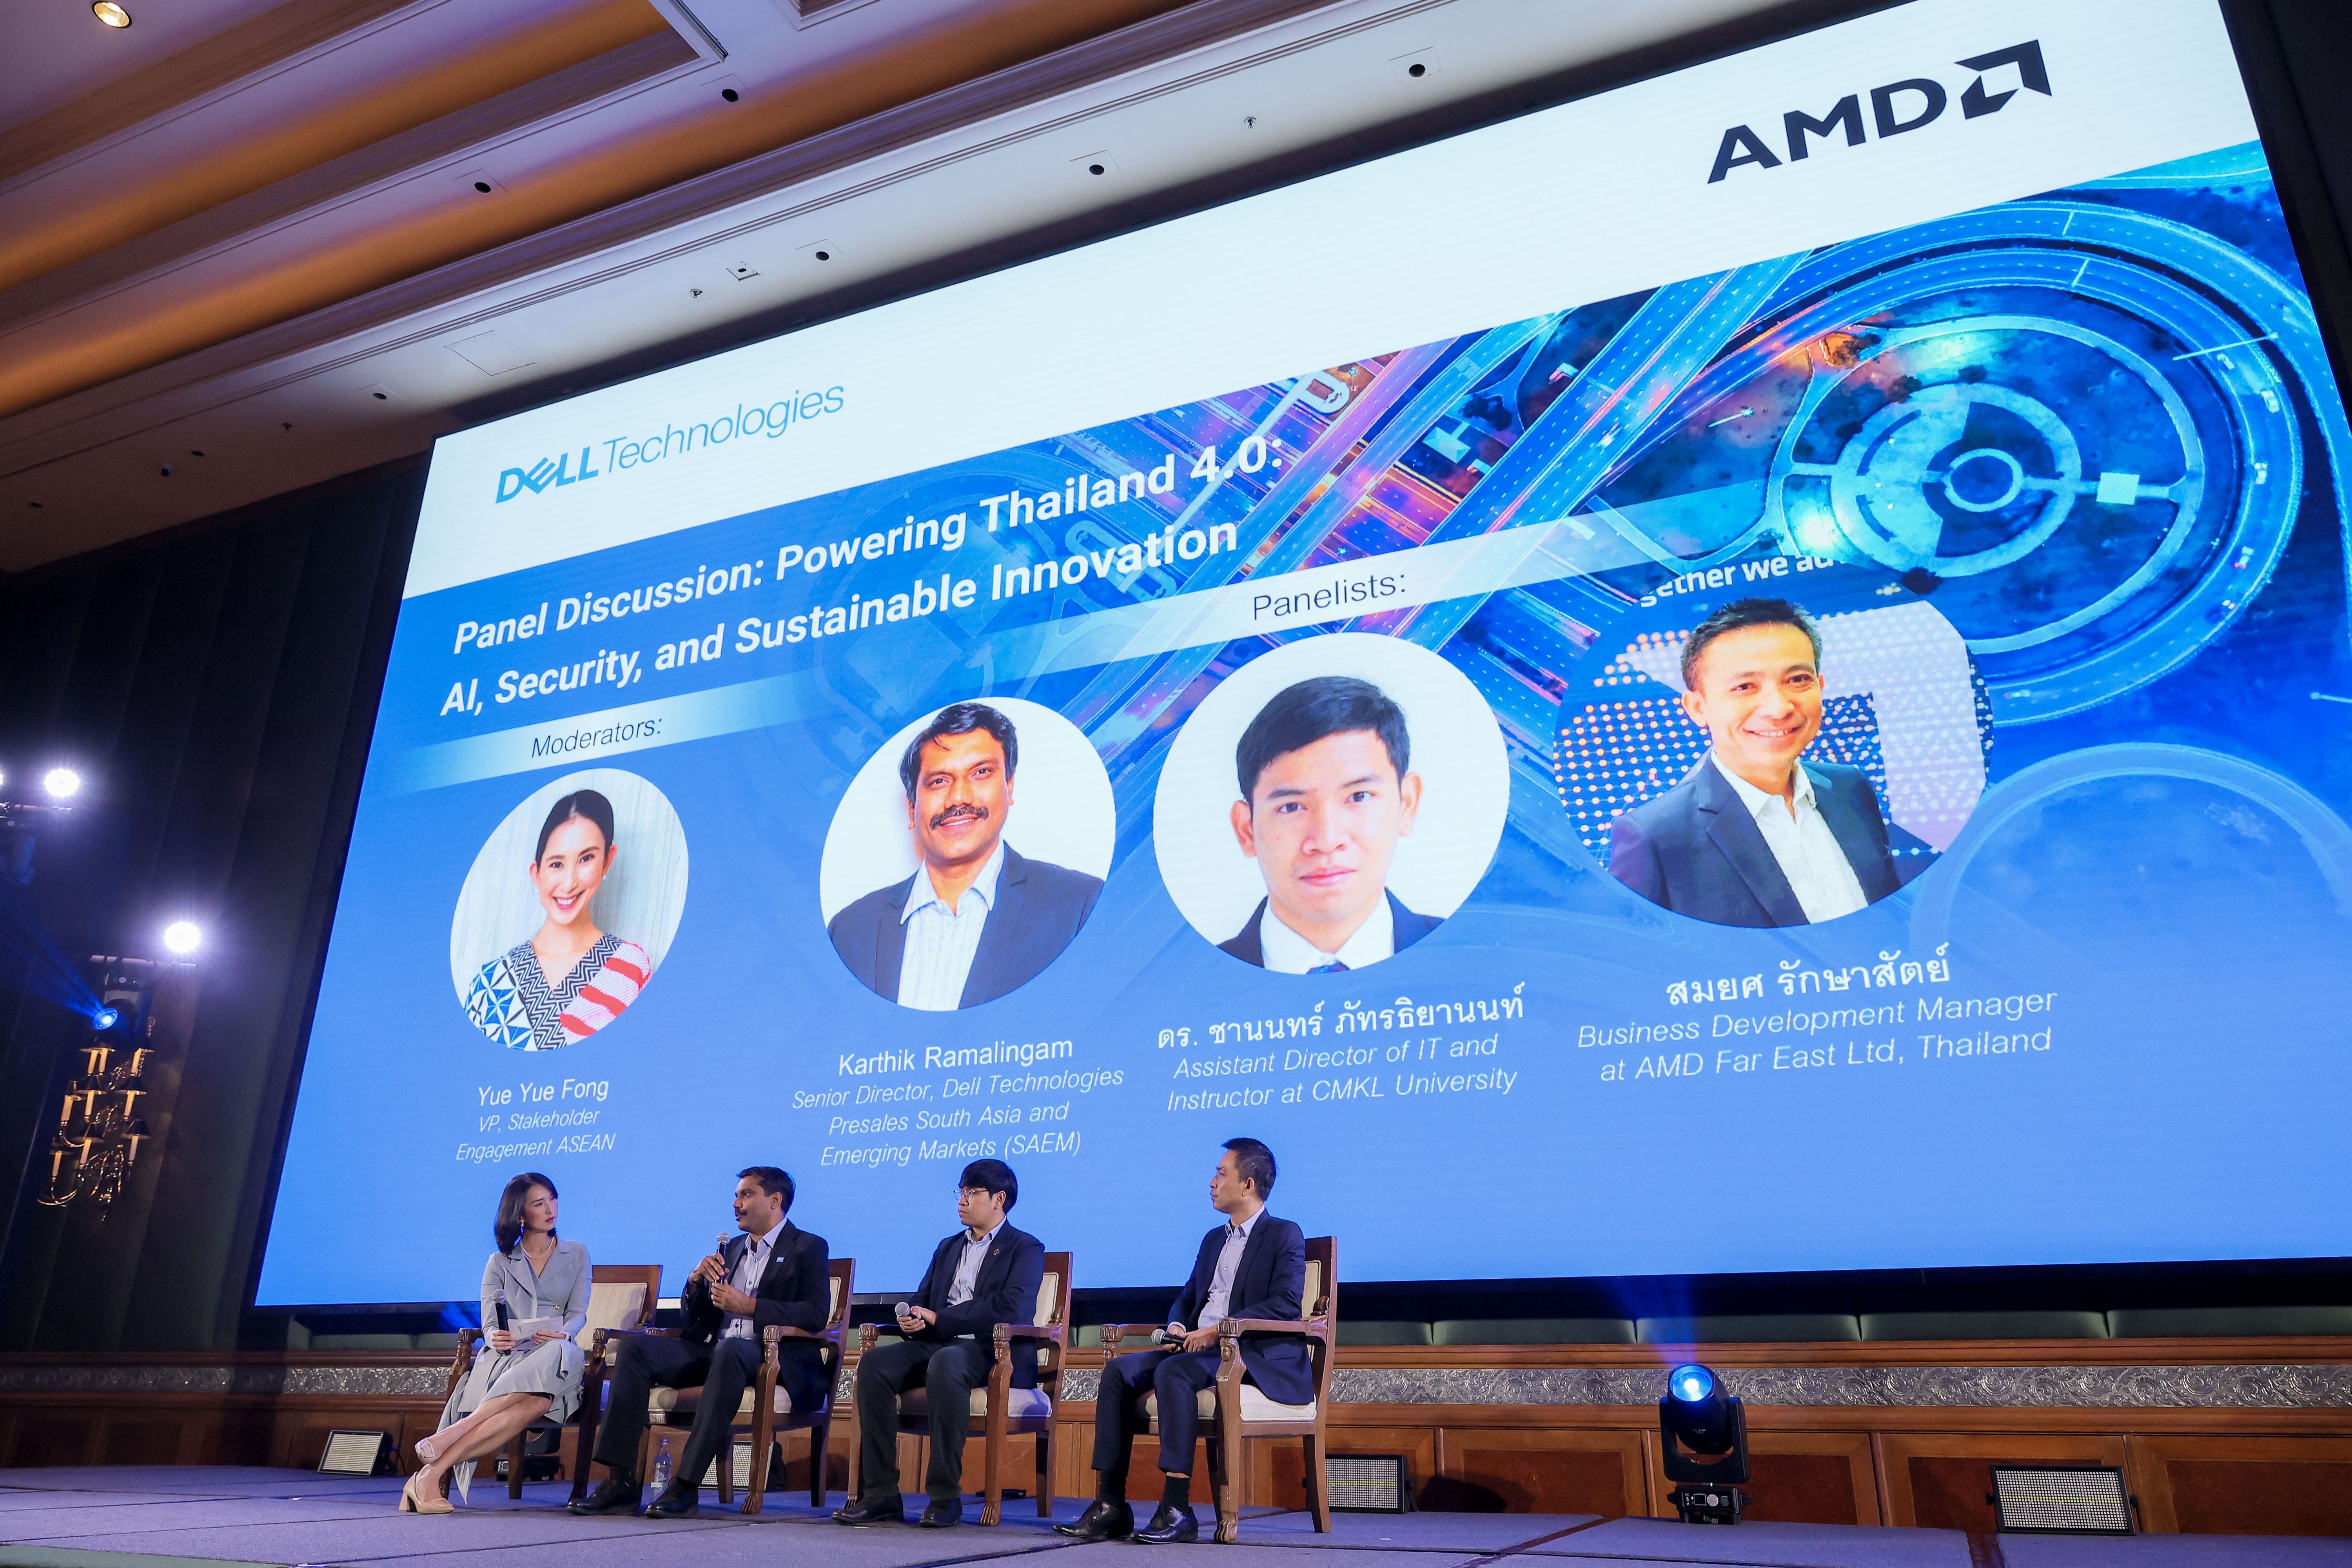 AMD
DELL Technologies
Panel Discussion: Powering Thailand 4.0:
AI, Security, and Sustainable Innovation
Moderators:
Panelists:
Yue Yue Fong
VP, Stakeholder
Engagement ASEAN
Karthik Ramalingam
Senior Director, Dell Technologies
Presales South Asia and
Emerging Markets (SAEM)
ดร. ชานนทร์ ภัทรธิยานนท์
Assistant Director of IT and
Instructor at CMKL University
we
สมยศ รักษาสัตย์
Business Development Manager
at AMD Far East Ltd, Thailand